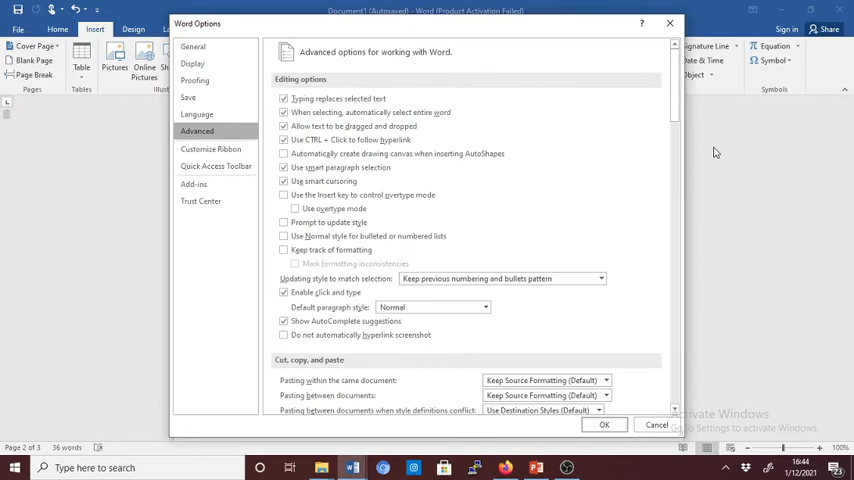 Document1 (Autosaved) - Word (Product Activation Failed)
Sign in
Share
File
Home
Insert
Design
Cover Page
Blank Page
Page Break
Pages
Table
Tables
Pictures
Online
Pictures
Signature Line
Date & Time
Object
Equation
Symbol
Symbols
Word Options
?
General
Display
Proofing
Save
Language
Advanced
Customize Ribbon
Quick Access Toolbar
Add-ins
Trust Center
Advanced options for working with Word.
Editing options
Typing replaces selected text
When selecting, automatically select entire word
Allow text to be dragged and dropped
Use CTRL + Click to follow hyperlink
Automatically create drawing canvas when inserting AutoShapes
Use smart paragraph selection
Use smart cursoring
Use the Insert key to control overtype mode
Use overtype mode
Prompt to update style
Use Normal style for bulleted or numbered lists
Keep track of formatting
Mark formatting inconsistencies
Updating style to match selection: Keep previous numbering and bullets pattern
Enable click and type
Default paragraph style: Normal
Show AutoComplete suggestions
Do not automatically hyperlink screenshot
Cut, copy, and paste
Pasting within the same document: Keep Source Formatting (Default)
Pasting between documents: Keep Source Formatting (Default)
Pasting between documents when style definitions conflict: Use Destination Styles (Default)
OK
Cancel
Activate Windows
Go to Settings to activate Windows.
Page 2 of 3
36 words
100%
Type here to search
16:44
1/12/2021
23